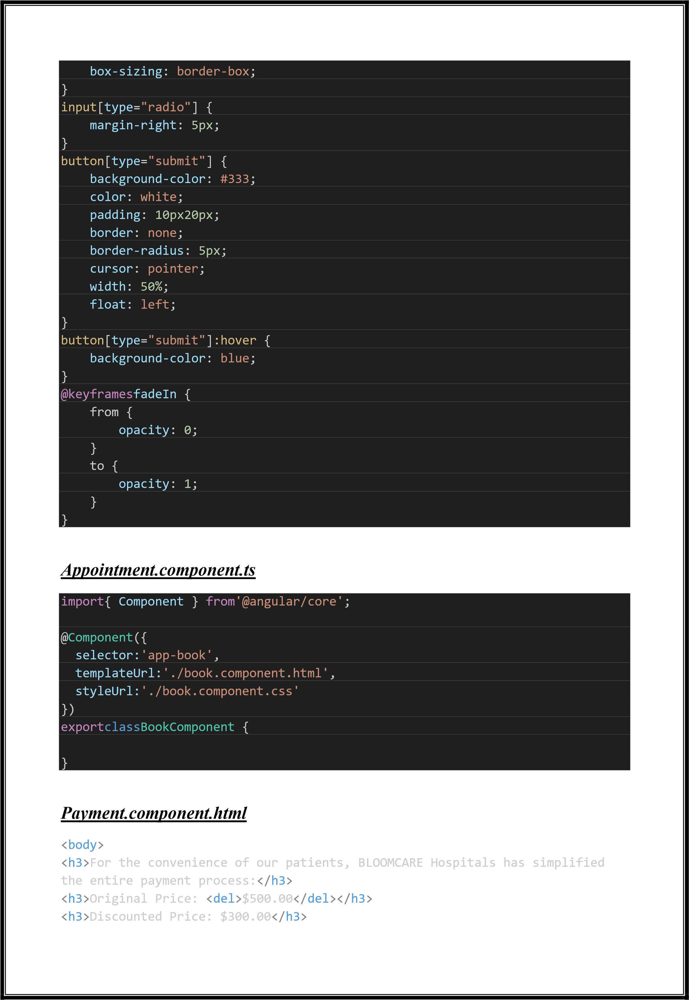 box-sizing: border-box;
}
input[type="radio"] {
    margin-right: 5px;
}
button[type="submit"] {
    background-color: #333;
    color: white;
    padding: 10px20px;
    border: none;
    border-radius: 5px;
    cursor: pointer;
    width: 50%;
    float: left;
}
button[type="submit"]:hover {
    background-color: blue;
}
@keyframesfadeIn {
    from {
        opacity: 0;
    }
    to {
        opacity: 1;
    }
}
Appointment.component.ts
import{ Component } from'@angular/core';
@Component({
  selector:'app-book',
  templateUrl:'./book.component.html',
  styleUrl:'./book.component.css'
})
exportclassBookComponent {
}
Payment.component.html
<body>
<h3>For the convenience of our patients, BLOOMCARE Hospitals has simplified
the entire payment process:</h3>
<h3>Original Price: <del>$500.00</del></h3>
<h3>Discounted Price: $300.00</h3>